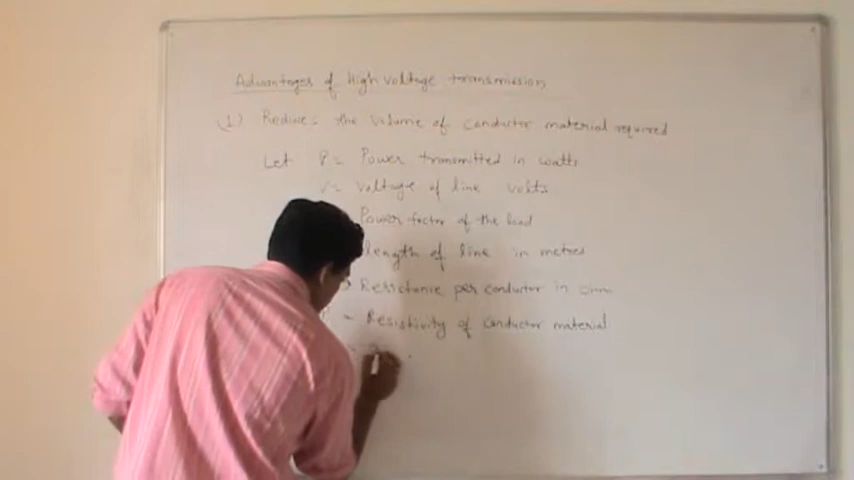 Advantages of high voltage transmission
(1) Reduces the volume of conductor material required
Let P = Power transmitted in watts
V = voltage of line volts
Power factor of the load
length of line in metres
Resistance per conductor in ohm
= Resistivity of conductor material